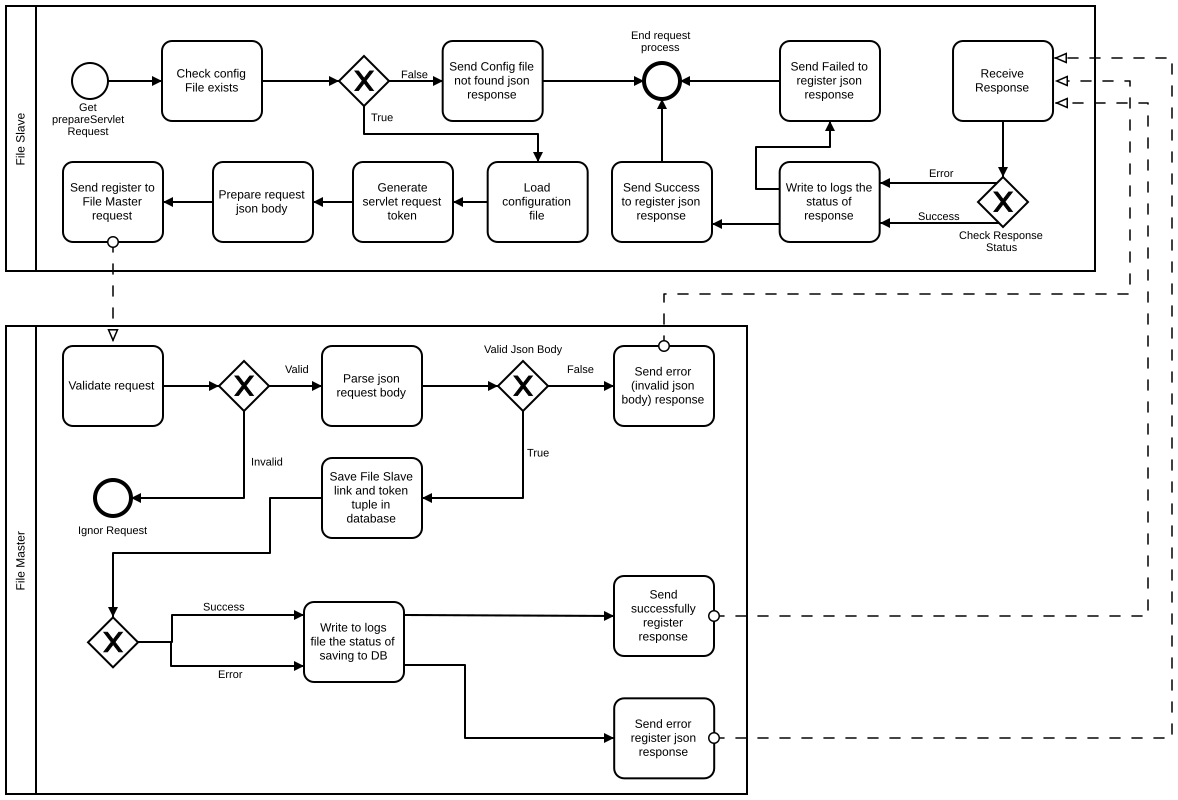 File Slave
Get
prepareServlet
Request
Check config
File exists
False
True
Send Config file
not found json
response
End request
process
Send Failed to
register json
response
Receive
Response
Send register to
File Master
request
Prepare request
json body
Generate
servlet request
token
Load
configuration
file
Send Success
to register json
response
Write to logs the
status of
response
Error
Success
Check Response
Status
File Master
Validate request
Valid
Invalid
Parse json
request body
Valid Json Body
False
True
Send error
(invalid json
body) response
Ignor Request
Save File Slave
link and token
tuple in
database
Success
Error
Write to logs
file the status of
saving to DB
Send
successfully
register
response
Send error
register json
response